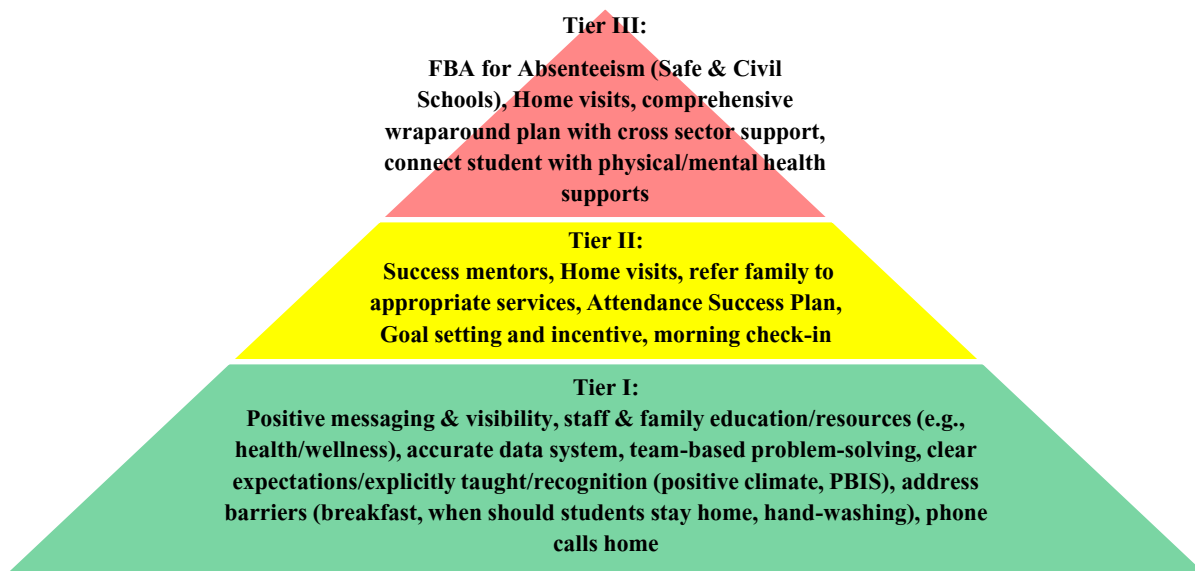 Tier III:
FBA for Absenteeism (Safe & Civil
Schools), Home visits, comprehensive
wraparound plan with cross sector support,
connect student with physical/mental health
supports
Tier II:
Success mentors, Home visits, refer family to
appropriate services, Attendance Success Plan,
Goal setting and incentive, morning check-in
Tier I:
Positive messaging & visibility, staff & family education/resources (e.g.,
health/wellness), accurate data system, team-based problem-solving, clear
expectations/explicitly taught/recognition (positive climate, PBIS), address
barriers (breakfast, when should students stay home, hand-washing), phone
calls home